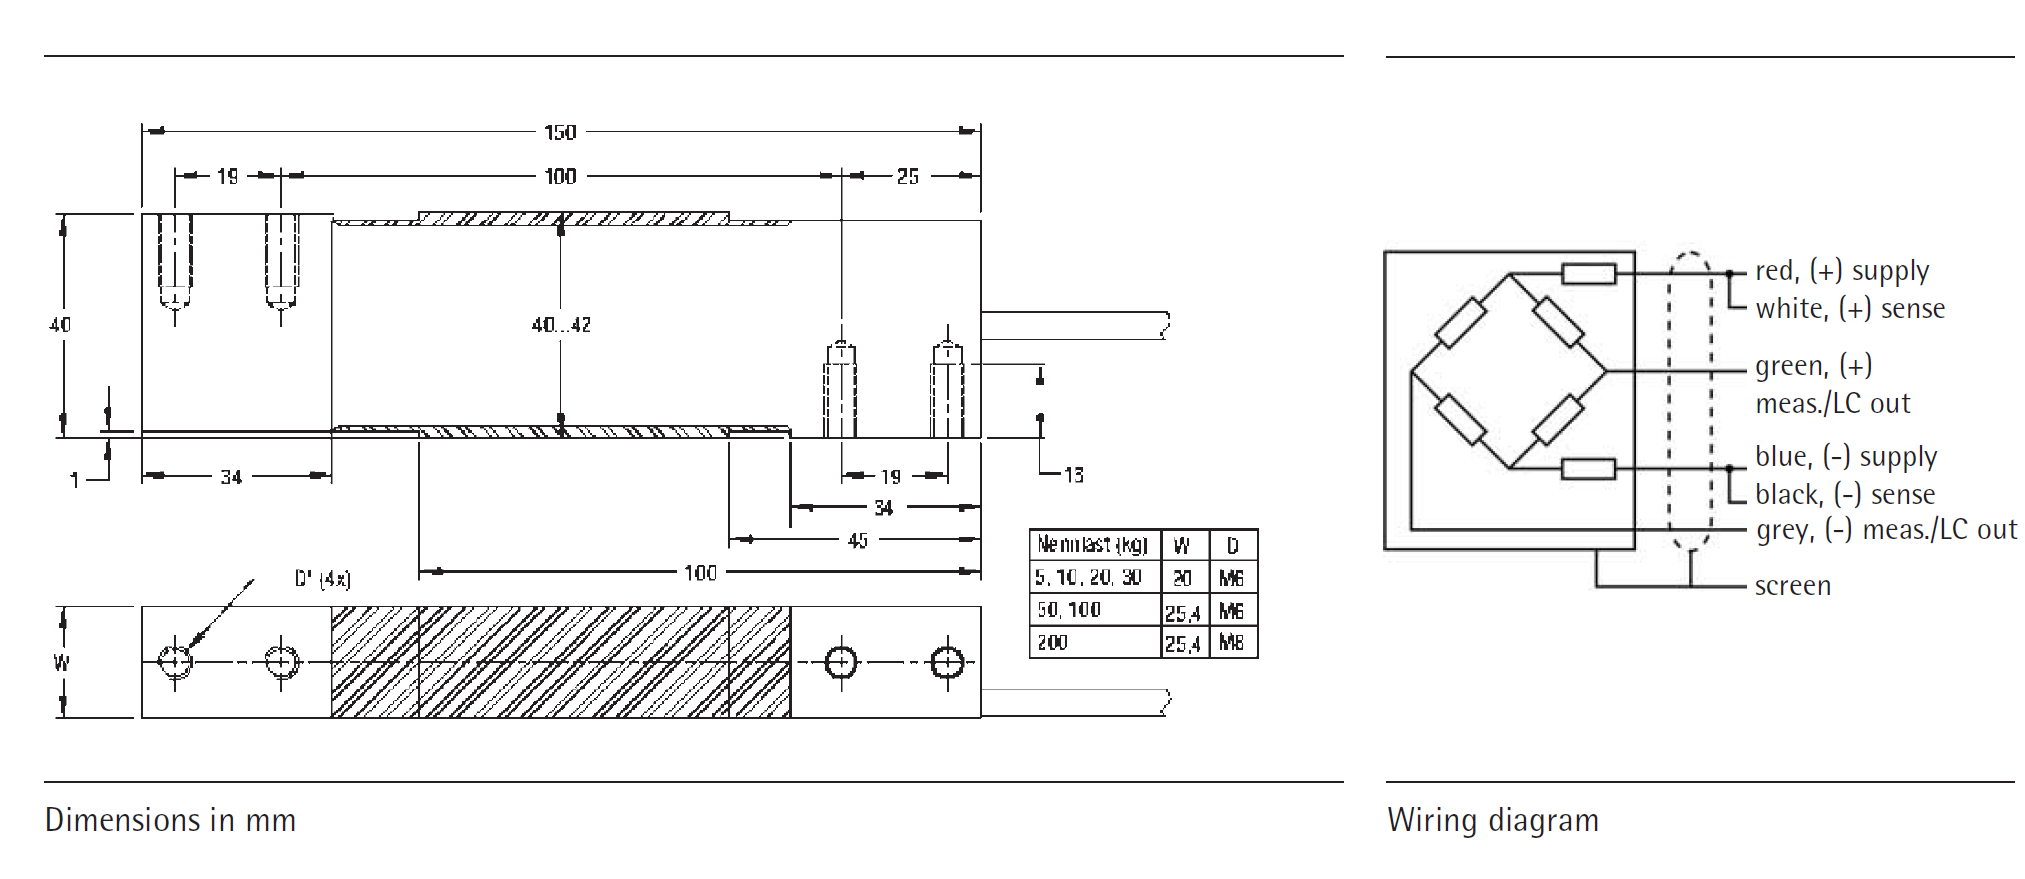 150
19
100
25
40
40...42
1
34
19
13
34
45
100
Nennlast (kg) W D
5, 10, 20, 30 20 M6
50, 100 25,4 M6
200 25,4 M8
D' (4x)
W
red, (+) supply
white, (+) sense
green, (+)
meas./LC out
blue, (-) supply
black, (-) sense
grey, (-) meas./LC out
screen
Dimensions in mm
Wiring diagram